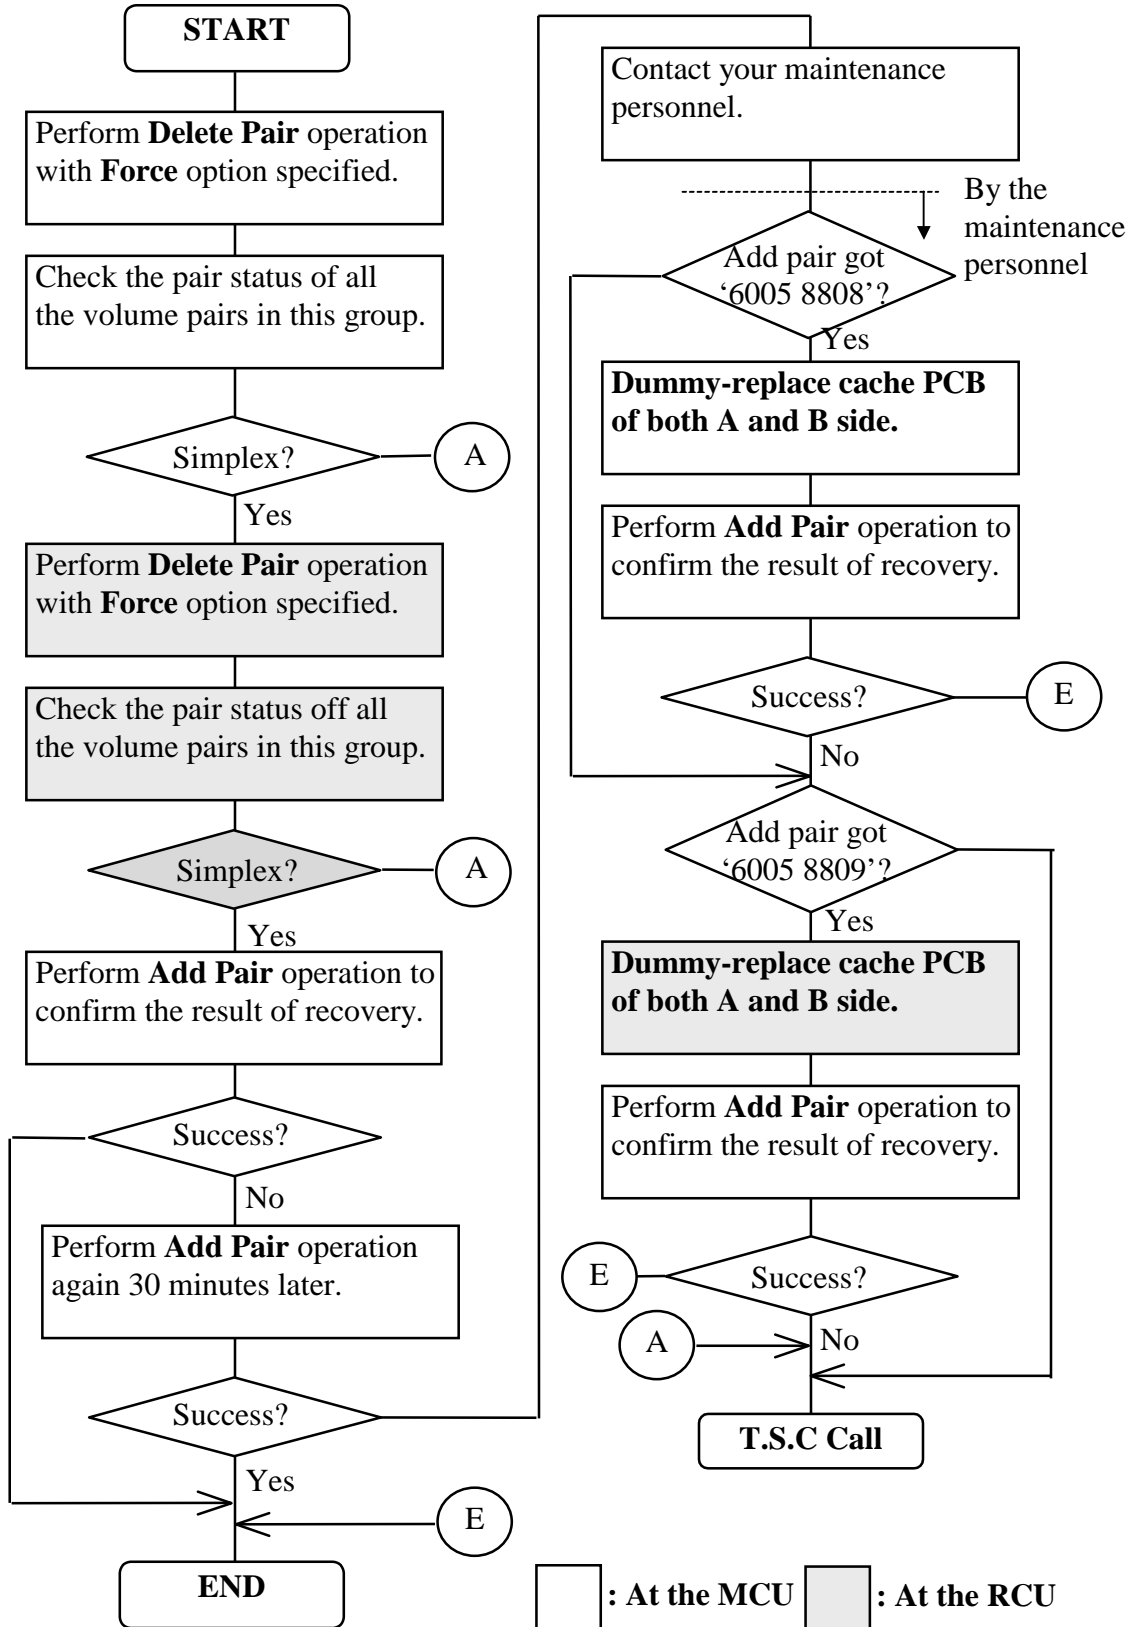 START
Perform Delete Pair operation
with Force option specified.
Check the pair status of all
the volume pairs in this group.
Simplex?
A
Yes
Perform Delete Pair operation
with Force option specified.
Check the pair status off all
the volume pairs in this group.
Simplex?
A
Yes
Perform Add Pair operation to
confirm the result of recovery.
Success?
No
Perform Add Pair operation
again 30 minutes later.
Success?
Yes
E
END
Contact your maintenance
personnel.
By the
maintenance
personnel
Add pair got
‘6005 8808’?
Yes
Dummy-replace cache PCB
of both A and B side.
Perform Add Pair operation to
confirm the result of recovery.
Success?
E
No
Add pair got
‘6005 8809’?
Yes
Dummy-replace cache PCB
of both A and B side.
Perform Add Pair operation to
confirm the result of recovery.
E
Success?
A
No
T.S.C Call
: At the MCU
: At the RCU